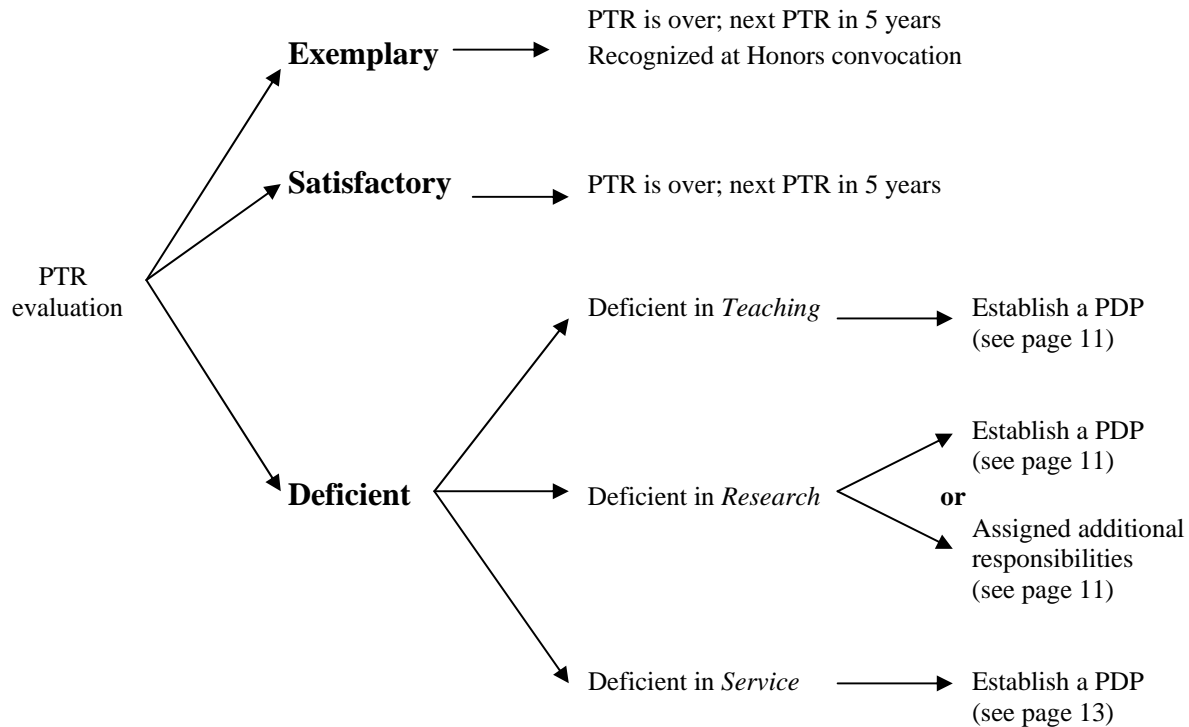 PTR is over; next PTR in 5 years
Exemplary
Recognized at Honors convocation
Satisfactory
PTR is over; next PTR in 5 years
PTR
evaluation
Deficient in Teaching
Establish a PDP
(see page 11)
Deficient
Deficient in Research
Establish a PDP
(see page 11)
or
Assigned additional
responsibilities
(see page 11)
Deficient in Service
Establish a PDP
(see page 13)